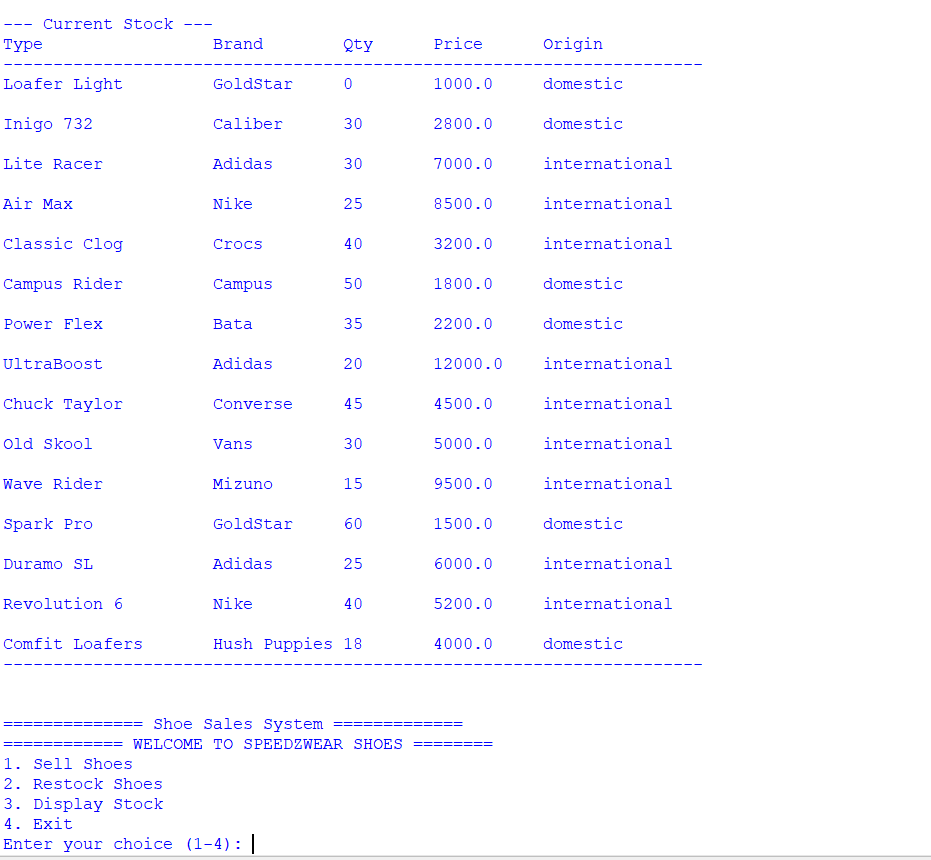 --- Current Stock ---
Type Brand Qty Price Origin
----------------------------------------------------------------------
Loafer Light GoldStar 0 1000.0 domestic
Inigo 732 Caliber 30 2800.0 domestic
Lite Racer Adidas 30 7000.0 international
Air Max Nike 25 8500.0 international
Classic Clog Crocs 40 3200.0 international
Campus Rider Campus 50 1800.0 domestic
Power Flex Bata 35 2200.0 domestic
UltraBoost Adidas 20 12000.0 international
Chuck Taylor Converse 45 4500.0 international
Old Skool Vans 30 5000.0 international
Wave Rider Mizuno 15 9500.0 international
Spark Pro GoldStar 60 1500.0 domestic
Duramo SL Adidas 25 6000.0 international
Revolution 6 Nike 40 5200.0 international
Comfit Loafers Hush Puppies 18 4000.0 domestic
----------------------------------------------------------------------
============== Shoe Sales System =============
============ WELCOME TO SPEEDZWEAR SHOES ========
1. Sell Shoes
2. Restock Shoes
3. Display Stock
4. Exit
Enter your choice (1-4):